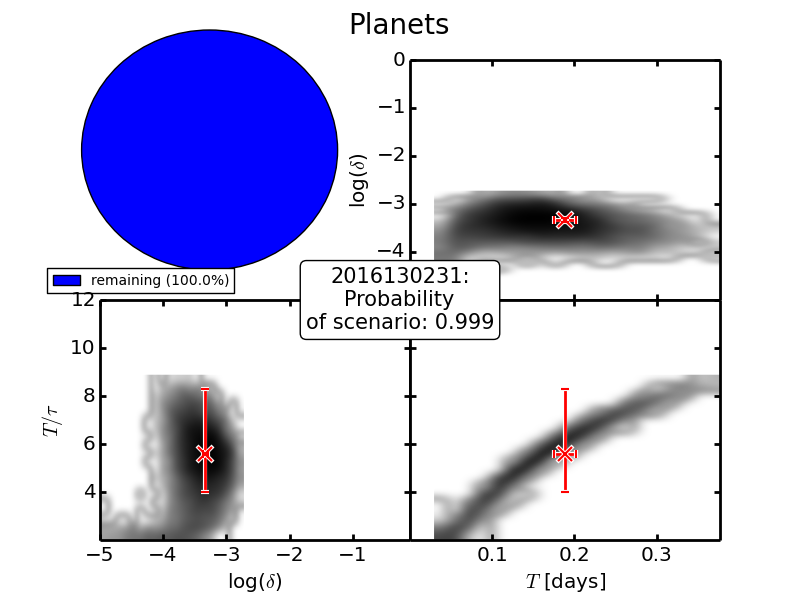 Planets
0
−1
−2
−3
−4
log(δ)
remaining (100.0%)
2016130231:
Probability
of scenario: 0.999
12
10
8
6
4
T/τ
−5 −4 −3 −2 −1
log(δ)
0.1 0.2 0.3
T [days]